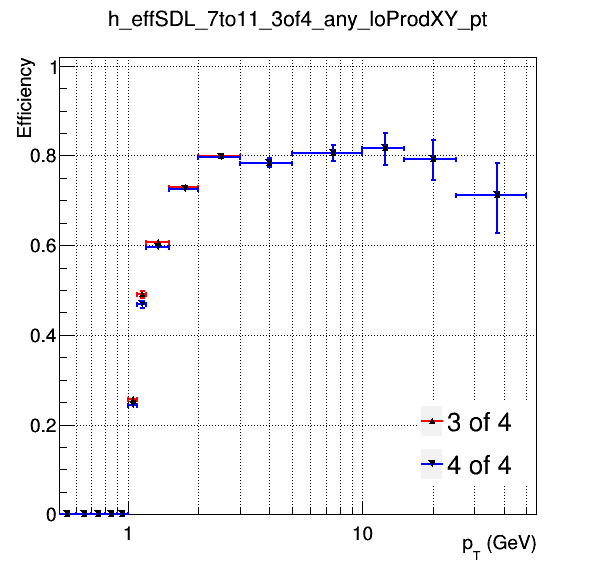 h_effSDL_7to11_3of4_any_loProdXY_pt
Efficiency
1
0.8
0.6
0.4
0.2
0
3 of 4
4 of 4
1
10
p_T (GeV)